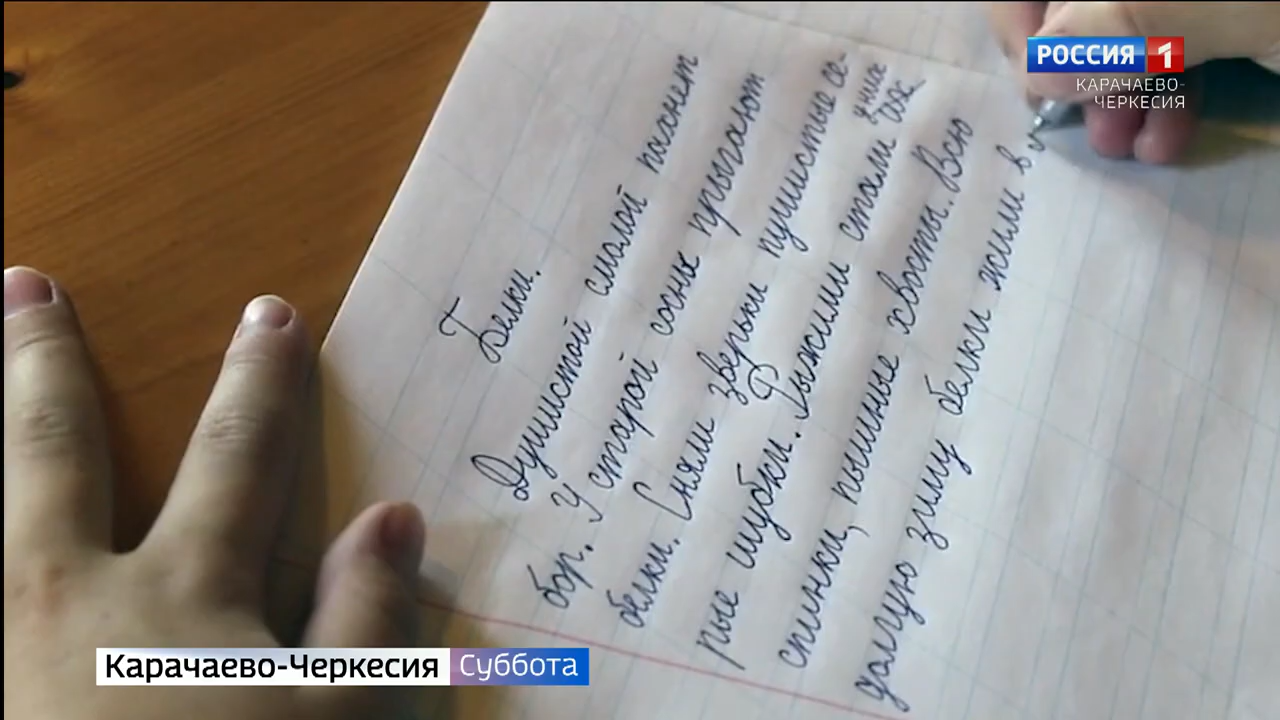 РОССИЯ 1
КАРАЧАЕВО-
ЧЕРКЕСИЯ
Белки.
Душистой смолой пахнет
бор. У старой сосны прыгают
белки. Сняли зверьки пушистые се-
рые шубки. Рыжими стали
спинки, пышные хвосты. Всю
долгую зиму белки жили в
Карачаево-Черкесия Суббота